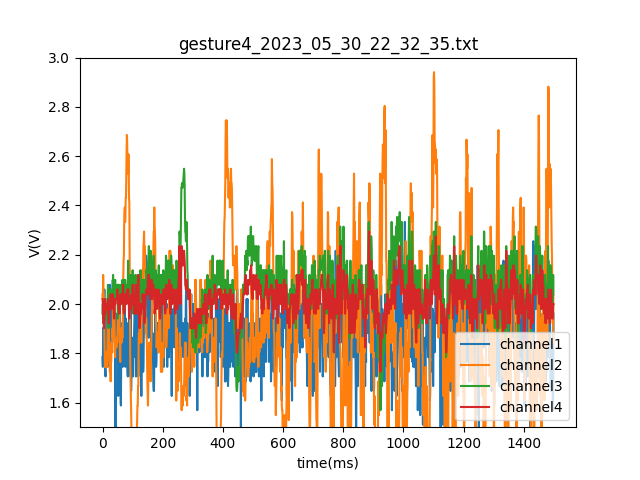 gesture4_2023_05_30_22_32_35.txt
3.0
2.8
2.6
2.4
2.2
2.0
1.8
1.6
V(V)
channel1
channel2
channel3
channel4
0 200 400 600 800 1000 1200 1400
time(ms)